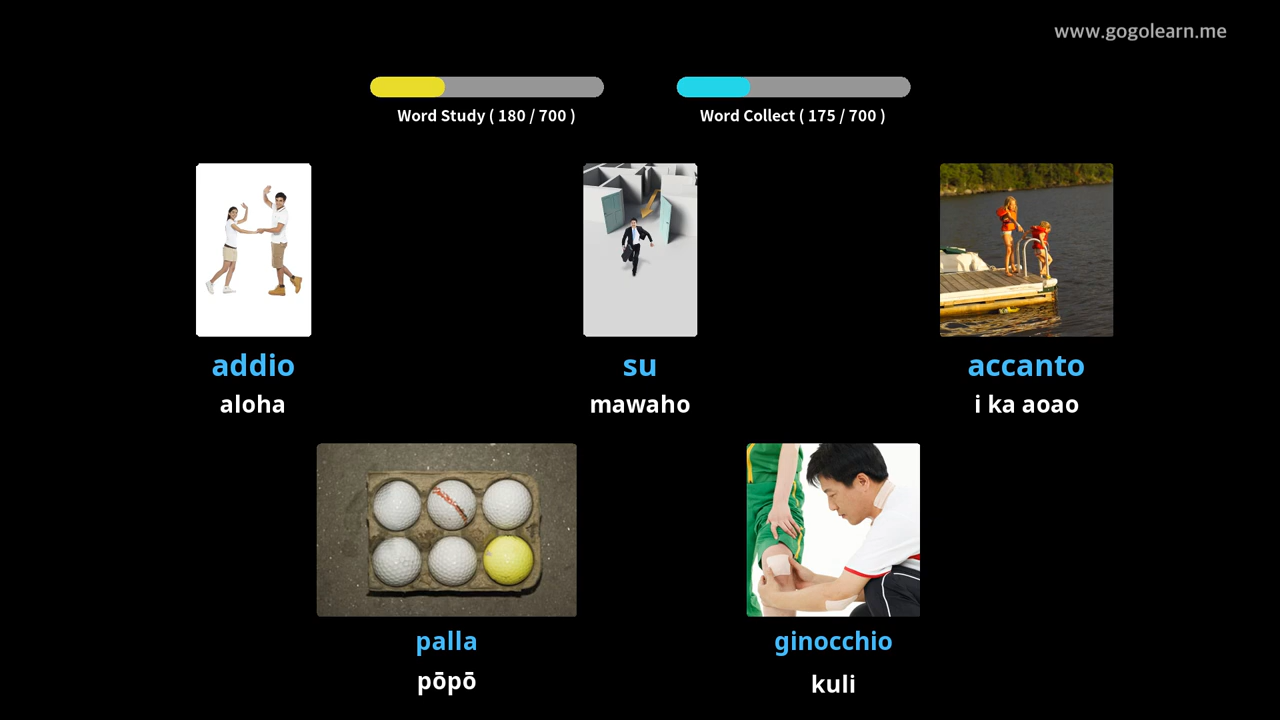 www.gogolearn.me
Word Study ( 180 / 700 )
Word Collect ( 175 / 700 )
addio
su
accanto
aloha
mawaho
i ka aoao
palla
ginocchio
pōpō
kuli